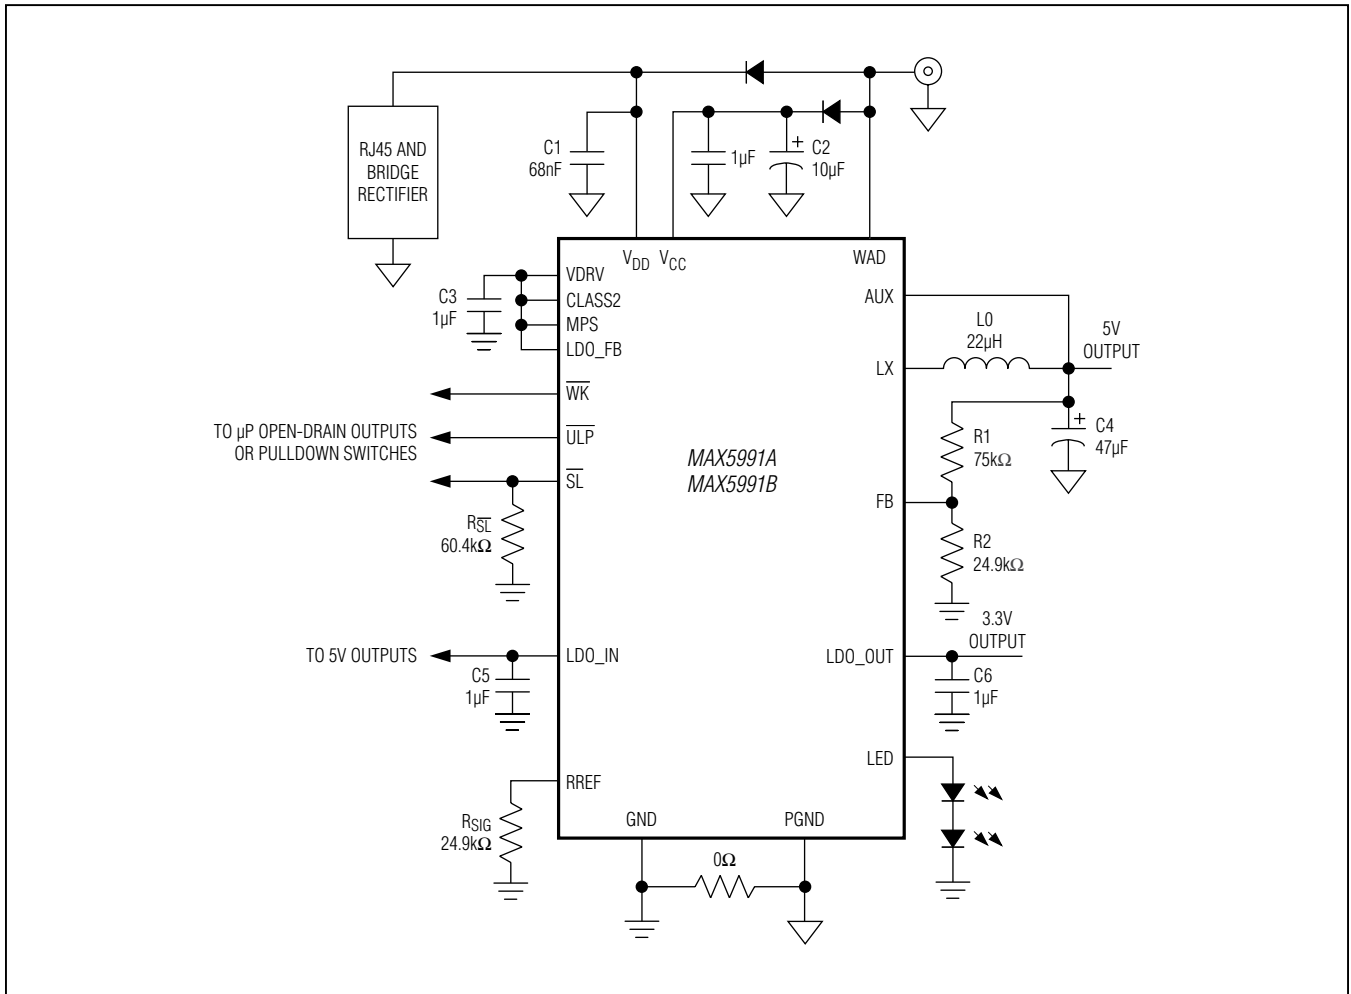 RJ45 AND
BRIDGE
RECTIFIER
C1
68nF
1µF
+
C2
10µF
VDD
VCC
WAD
VDRV
CLASS2
MPS
LDO_FB
C3
1µF
WK
ULP
SL
TO µP OPEN-DRAIN OUTPUTS
OR PULLDOWN SWITCHES
RSL
60.4kΩ
MAX5991A
MAX5991B
AUX
LX
L0
22µH
5V
OUTPUT
+
C4
47µF
R1
75kΩ
FB
R2
24.9kΩ
TO 5V OUTPUTS
LDO_IN
C5
1µF
LDO_OUT
3.3V
OUTPUT
C6
1µF
LED
RREF
RSIG
24.9kΩ
GND
PGND
0Ω